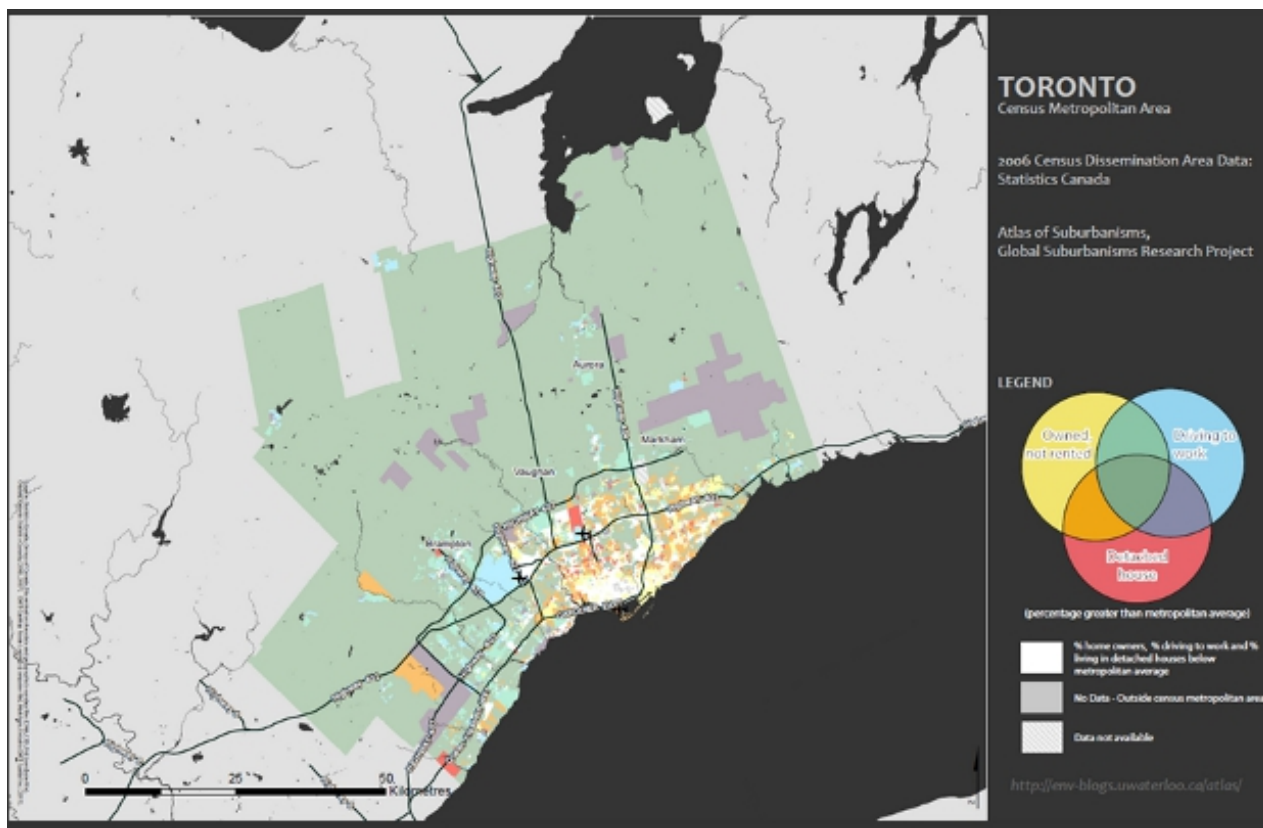 TORONTO
Census Metropolitan Area
2006 Census Dissemination Area Data:
Statistics Canada
Atlas of Suburbanisms,
Global Suburbanisms Research Project
Aurora
Markham
Vaughan
Brampton
LEGEND
Owned,
not rented
Driving to
work
Detached
house
(percentage greater than metropolitan average)
% home owners, % driving to work and %
living in detached houses below
metropolitan average
No Data - Outside census metropolitan area
Data not available
0 25 50
Kilometres
http://env-blogs.uwaterloo.ca/atlas/